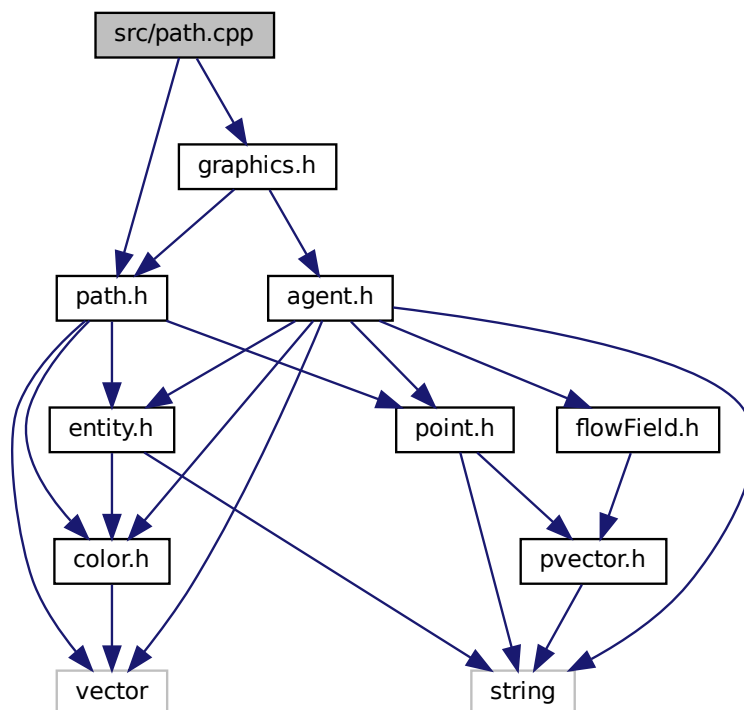 src/path.cpp
graphics.h
path.h
agent.h
entity.h
point.h
flowField.h
color.h
pvector.h
vector
string